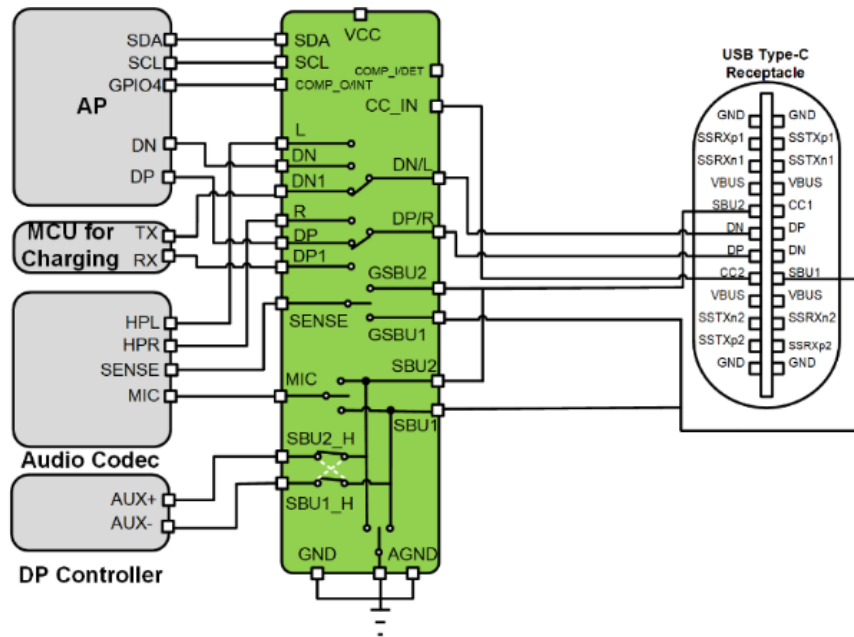 SDA
SCL
GPIO4
AP
DN
DP
MCU for
Charging
TX
RX
HPL
HPR
SENSE
MIC
Audio Codec
AUX+
AUX-
DP Controller
VCC
SDA
SCL
COMP_I/DET
COMP_O/INT
CC_IN
L
DN
DN/L
DN1
R
DP/R
DP
DP1
GSBU2
SENSE
GSBU1
MIC
SBU2
SBU1
SBU2_H
SBU1_H
GND
AGND
USB Type-C
Receptacle
GND GND
SSRXp1 SSTXp1
SSRXn1 SSTXn1
VBUS VBUS
SBU2 CC1
DN DP
DP DN
CC2 SBU1
VBUS VBUS
SSTXn2 SSRXn2
SSTXp2 SSRXp2
GND GND